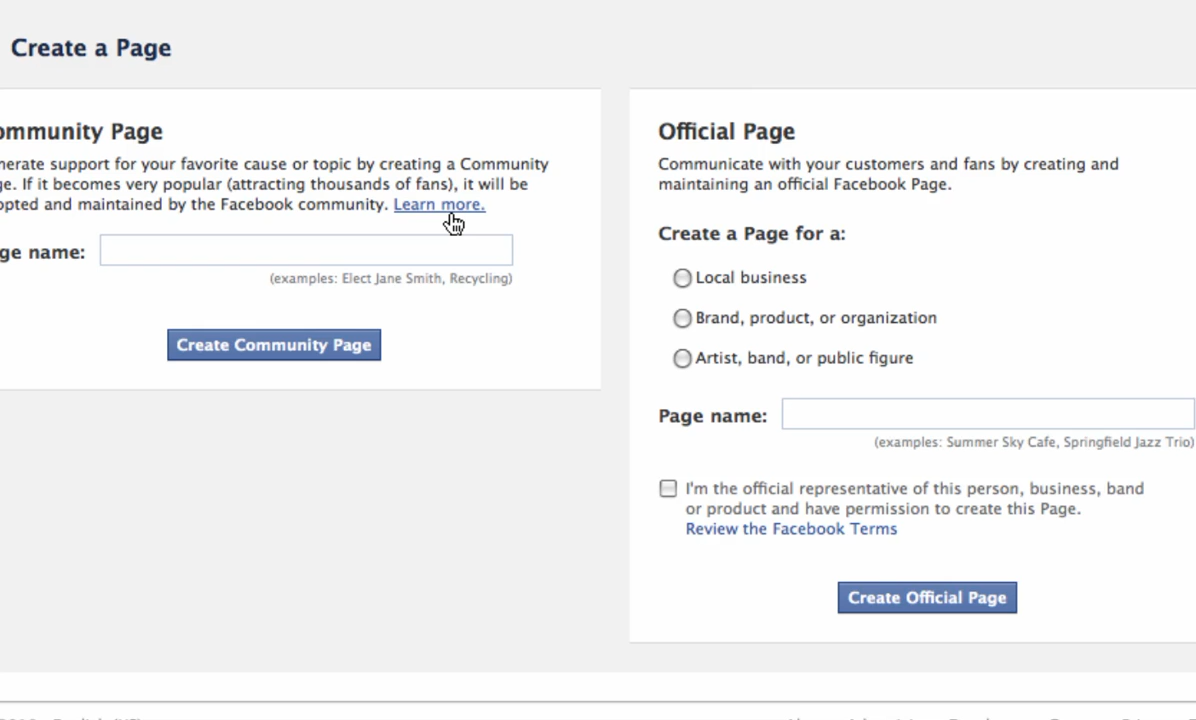 Create a Page
ommunity Page
nerate support for your favorite cause or topic by creating a Community
ge. If it becomes very popular (attracting thousands of fans), it will be
opted and maintained by the Facebook community. Learn more.
ge name:
(examples: Elect Jane Smith, Recycling)
Create Community Page
Official Page
Communicate with your customers and fans by creating and
maintaining an official Facebook Page.
Create a Page for a:
Local business
Brand, product, or organization
Artist, band, or public figure
Page name:
(examples: Summer Sky Cafe, Springfield Jazz Trio)
I'm the official representative of this person, business, band
or product and have permission to create this Page.
Review the Facebook Terms
Create Official Page